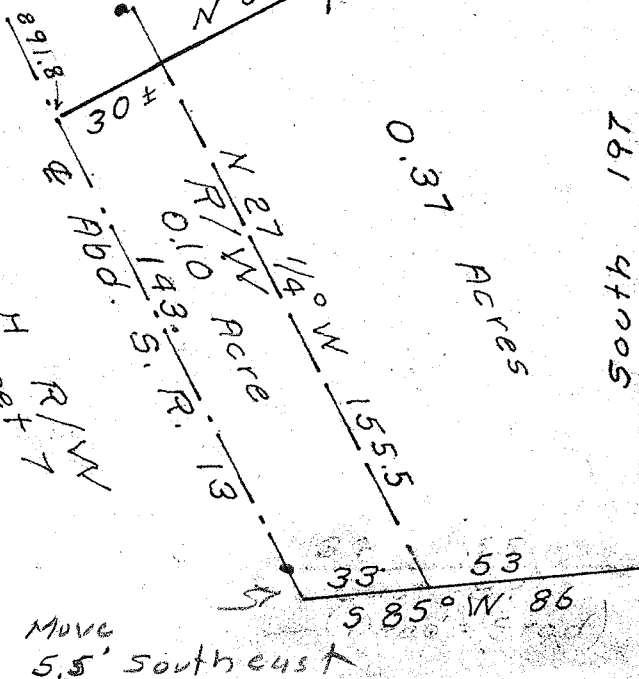 N
891.8
30 ±
N 27 1/4° W 155.5
R/W
0.10 Acre
143.
℄ Abd. S. R. 13
0.37 Acres
South 197
R/W
33 53
S 85° W 86
Move
5.5' Southeast